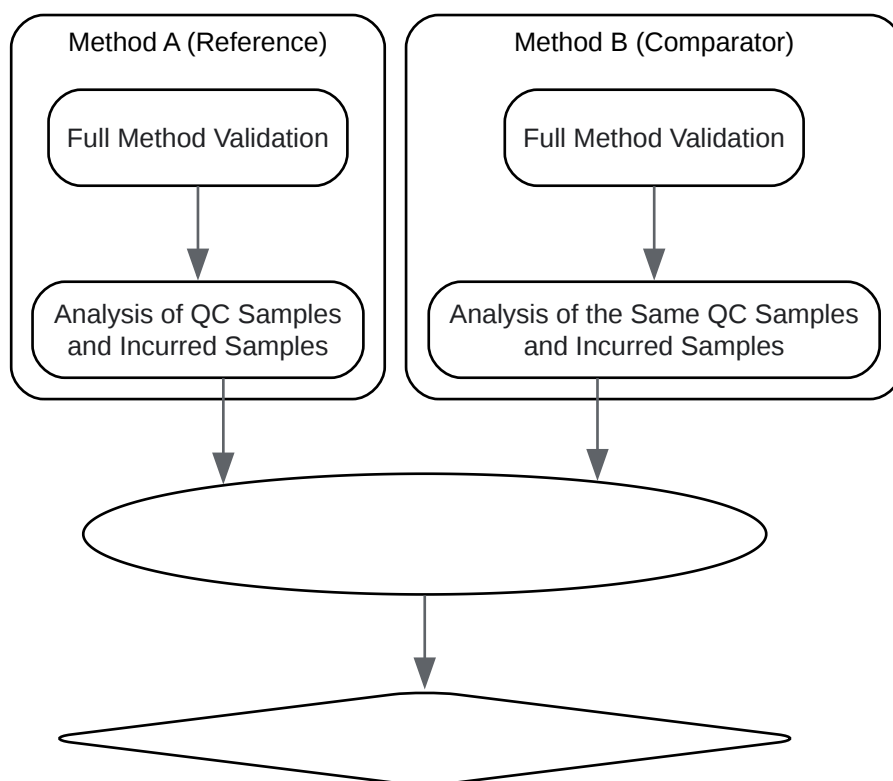 Method A (Reference)
Full Method Validation
Analysis of QC Samples
and Incurred Samples
Method B (Comparator)
Full Method Validation
Analysis of the Same QC Samples
and Incurred Samples